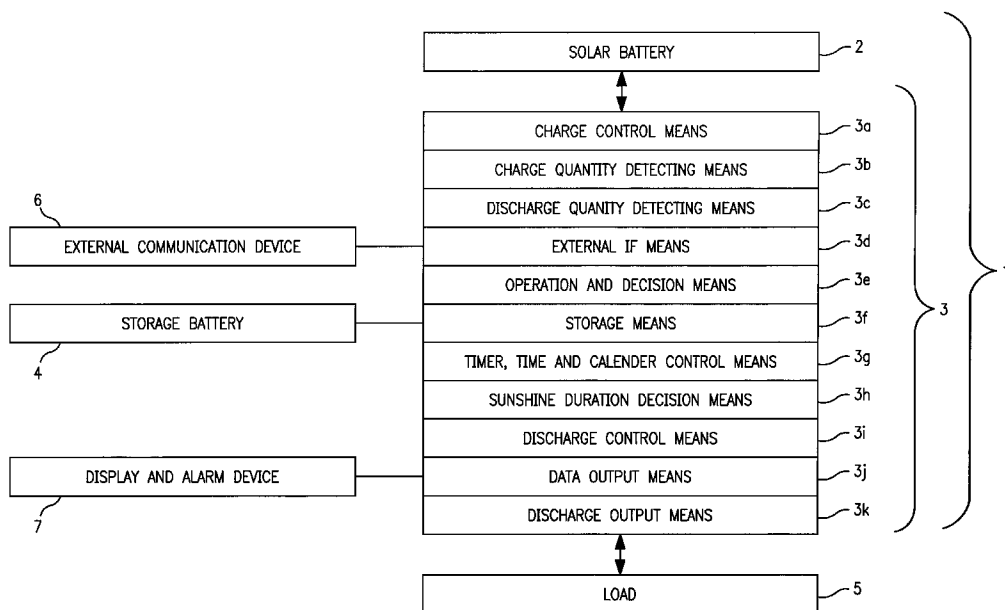 SOLAR BATTERY 2
CHARGE CONTROL MEANS 3a
CHARGE QUANTITY DETECTING MEANS 3b
6 DISCHARGE QUANITY DETECTING MEANS 3c
EXTERNAL COMMUNICATION DEVICE EXTERNAL IF MEANS 3d
OPERATION AND DECISION MEANS 3e 1
STORAGE BATTERY STORAGE MEANS 3f 3
4 TIMER, TIME AND CALENDER CONTROL MEANS 3g
SUNSHINE DURATION DECISION MEANS 3h
DISCHARGE CONTROL MEANS 3i
DISPLAY AND ALARM DEVICE DATA OUTPUT MEANS 3j
7 DISCHARGE OUTPUT MEANS 3k
LOAD 5